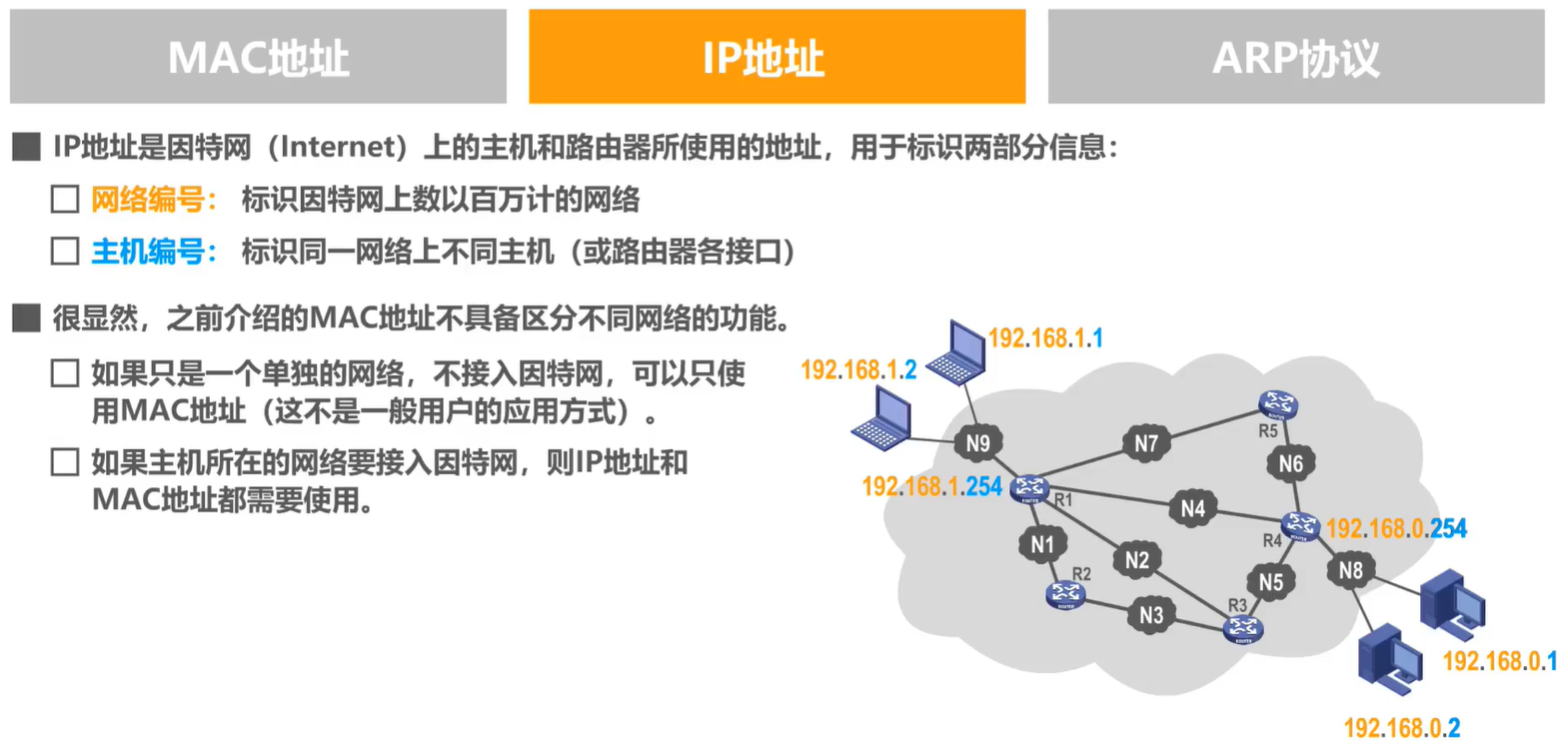 MAC地址
IP地址
ARP协议
IP地址是因特网（Internet）上的主机和路由器所使用的地址，用于标识两部分信息：
网络编号： 标识因特网上数以百万计的网络
主机编号： 标识同一网络上不同主机（或路由器各接口）
很显然，之前介绍的MAC地址不具备区分不同网络的功能。
如果只是一个单独的网络，不接入因特网，可以只使
用MAC地址（这不是一般用户的应用方式）。
如果主机所在的网络要接入因特网，则IP地址和
MAC地址都需要使用。
192.168.1.1
192.168.1.2
N9
N7
ROUTER
R5
N6
192.168.1.254
ROUTER
R1
N4
ROUTER
R4
192.168.0.254
N1
N2
N5
N8
R2
ROUTER
N3
R3
ROUTER
192.168.0.1
192.168.0.2